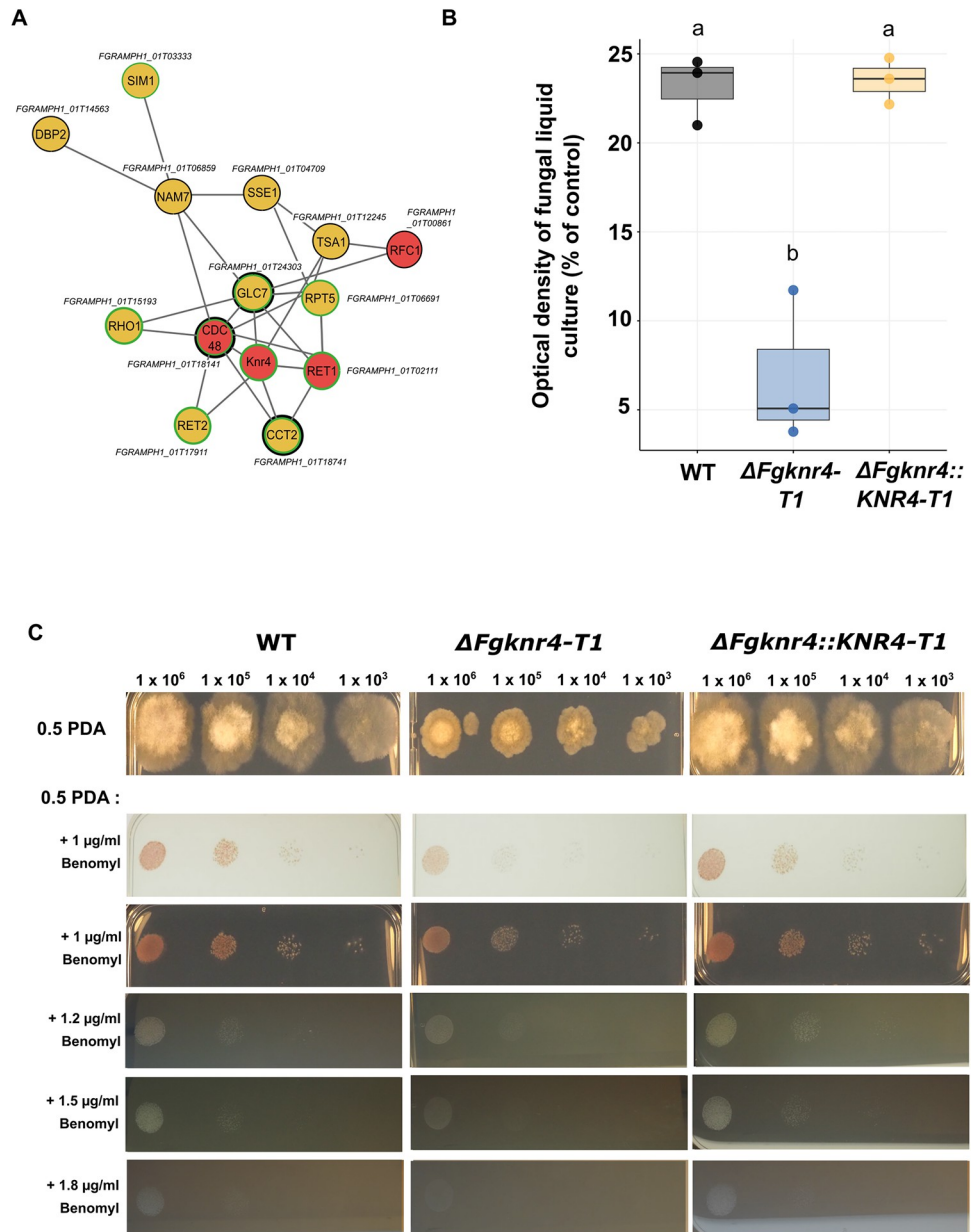 A
FGRAMPH1_01T03333
SIM1
FGRAMPH1_01T14563
DBP2
FGRAMPH1_01T06859
NAM7
FGRAMPH1_01T04709
SSE1
FGRAMPH1_01T12245
TSA1
FGRAMPH1
_01T00861
RFC1
FGRAMPH1_01T24303
GLC7
RPT5
FGRAMPH1_01T06691
FGRAMPH1_01T15193
RHO1
CDC
48
FGRAMPH1_01T18141
Knr4
RET1
FGRAMPH1_01T02111
RET2
FGRAMPH1_01T17911
CCT2
FGRAMPH1_01T18741
B
Optical density of fungal liquid
culture (% of control)
25
20
15
10
5
a
b
a
WT
ΔFgknr4-
T1
ΔFgknr4::
KNR4-T1
C
WT
ΔFgknr4-T1
ΔFgknr4::KNR4-T1
1 x 10⁶ 1 x 10⁵ 1 x 10⁴ 1 x 10³
1 x 10⁶ 1 x 10⁵ 1 x 10⁴ 1 x 10³
1 x 10⁶ 1 x 10⁵ 1 x 10⁴ 1 x 10³
0.5 PDA
0.5 PDA :
+ 1 µg/ml
Benomyl
+ 1 µg/ml
Benomyl
+ 1.2 µg/ml
Benomyl
+ 1.5 µg/ml
Benomyl
+ 1.8 µg/ml
Benomyl